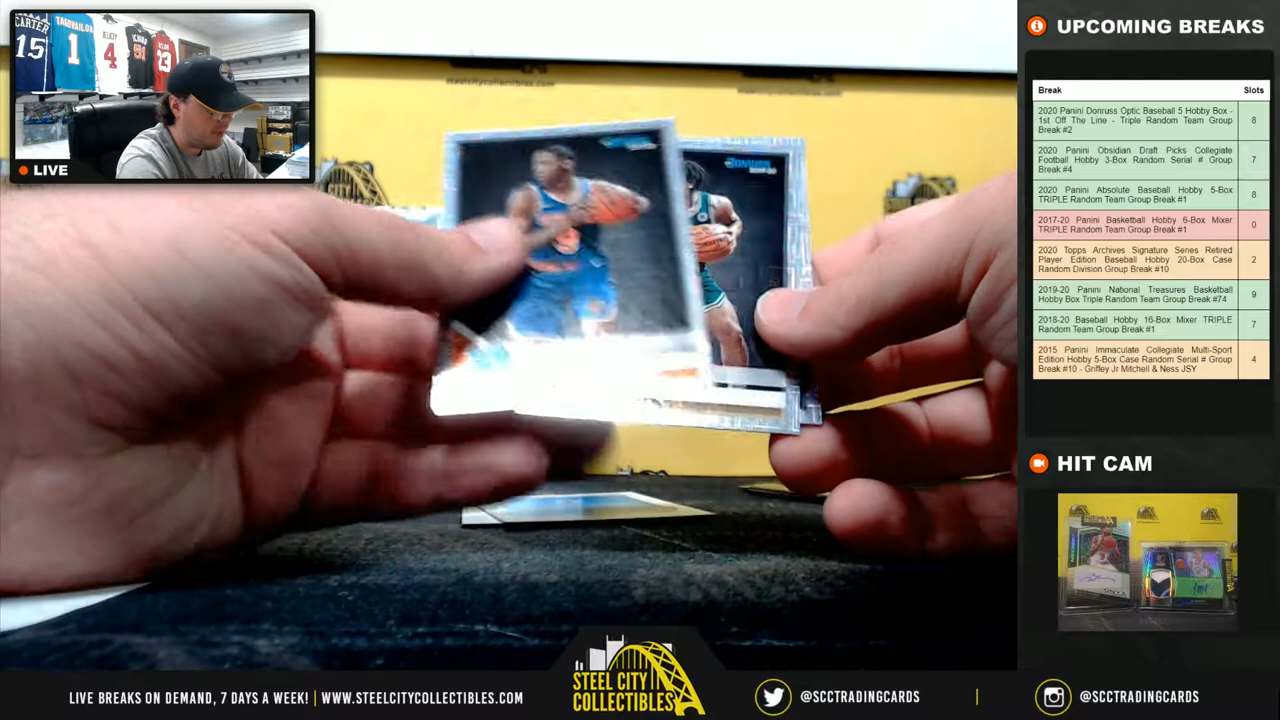 CARTER
15
TAGOVAILOA
1
JEUDY
4
91
23
LIVE
steelcitycollectibles.com
DONRUSS
UPCOMING BREAKS
Break Slots
2020 Panini Donruss Optic Baseball 5 Hobby Box -
1st Off The Line - Triple Random Team Group
Break #2
8
2020 Panini Obsidian Draft Picks Collegiate
Football Hobby 3-Box Random Serial # Group
Break #4
7
2020 Panini Absolute Baseball Hobby 5-Box
TRIPLE Random Team Group Break #1
8
2017-20 Panini Basketball Hobby 6-Box Mixer
TRIPLE Random Team Group Break #1
0
2020 Topps Archives Signature Series Retired
Player Edition Baseball Hobby 20-Box Case
Random Division Group Break #10
2
2019-20 Panini National Treasures Basketball
Hobby Box Triple Random Team Group Break #74
9
2018-20 Baseball Hobby 16-Box Mixer TRIPLE
Random Team Group Break #1
7
2015 Panini Immaculate Collegiate Multi-Sport
Edition Hobby 5-Box Case Random Serial # Group
Break #10 - Griffey Jr Mitchell & Ness JSY
4
HIT CAM
LIVE BREAKS ON DEMAND, 7 DAYS A WEEK! | WWW.STEELCITYCOLLECTIBLES.COM
STEEL CITY
COLLECTIBLES
@SCCTRADINGCARDS
@SCCTRADINGCARDS